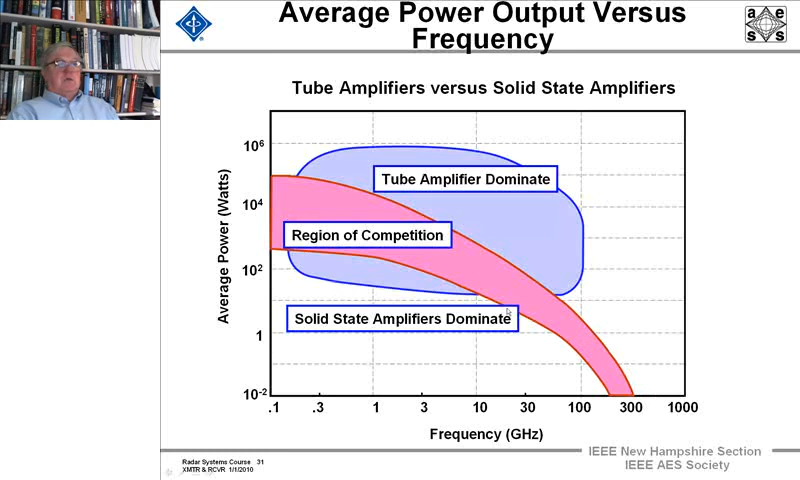 Average Power Output Versus
Frequency
a e
s s
Tube Amplifiers versus Solid State Amplifiers
Average Power (Watts)
10^6
10^4
10^2
1
10^-2
Tube Amplifier Dominate
Region of Competition
Solid State Amplifiers Dominate
.1 .3 1 3 10 30 100 300 1000
Frequency (GHz)
Radar Systems Course 31
XMTR & RCVR 1/1/2010
IEEE New Hampshire Section
IEEE AES Society